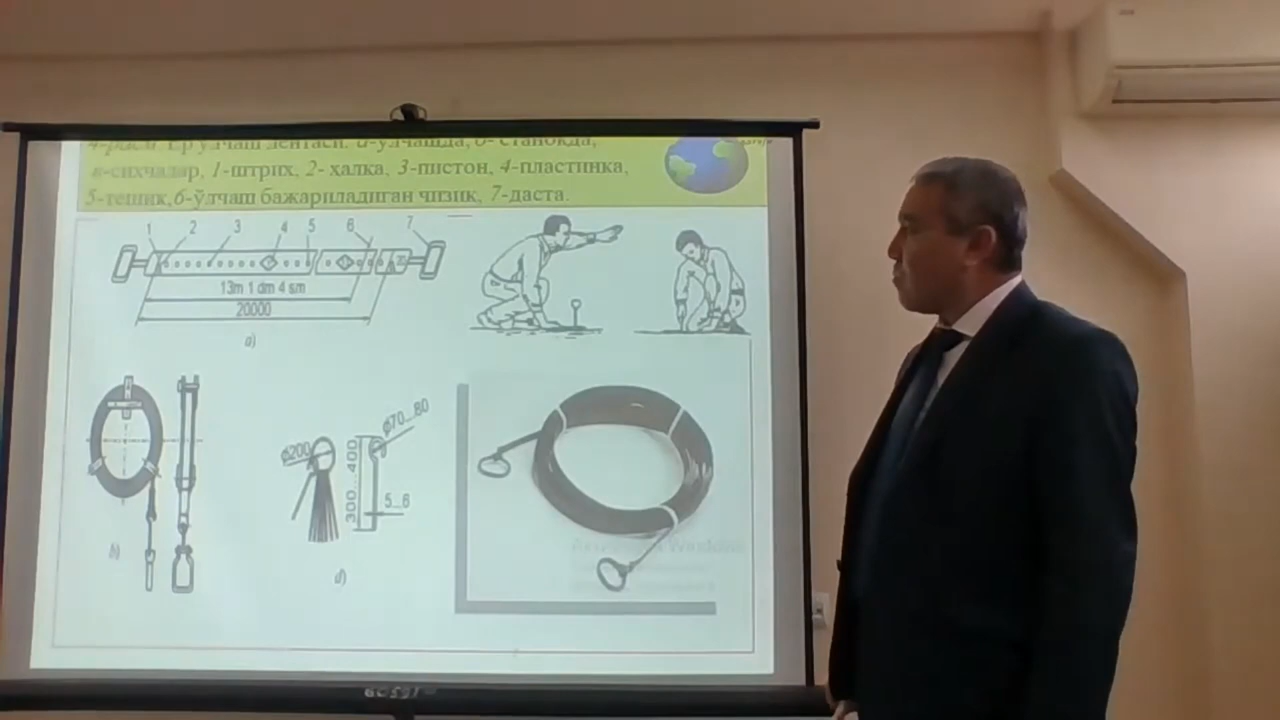 4-расм. Ер ўлчаш лентаси. а-ўлчашда, б- станокда,
в-сихчалар, 1-штрих, 2- халка, 3-пистон, 4-пластинка,
5-тешик,6-ўлчаш бажариладиган чизик, 7-даста.
1 2 3 4 5 6 7
13m 1 dm 4 sm
20000
а)
б)
ф200
300...400
ф70...80
5...6